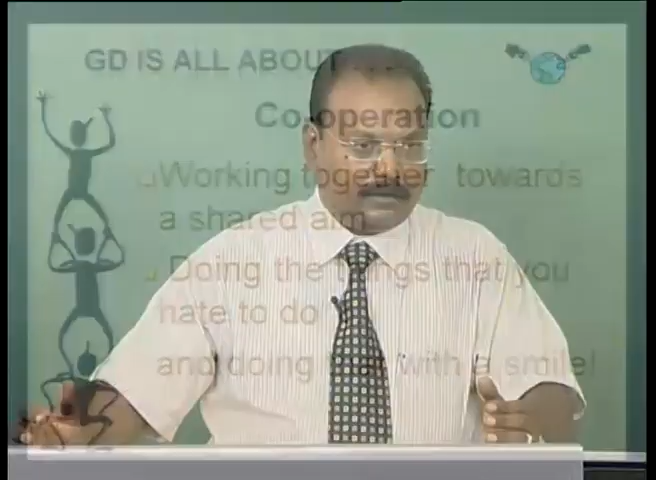 GD IS ALL ABOUT
Co-operation
Working together towards
a shared aim
Doing the things that you
hate to do
and doing that with a smile!